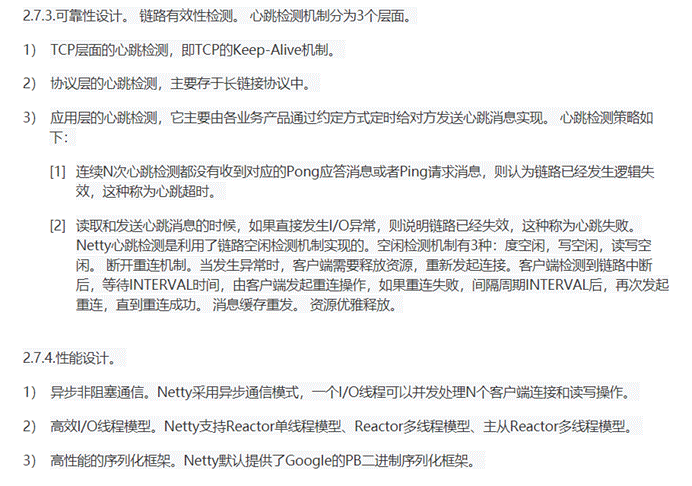 2.7.3.可靠性设计。 链路有效性检测。 心跳检测机制分为3个层面。
1) TCP层面的心跳检测，即TCP的Keep-Alive机制。
2) 协议层的心跳检测，主要存于长链接协议中。
3) 应用层的心跳检测，它主要由各业务产品通过约定方式定时给对方发送心跳消息实现。 心跳检测策略如
下：
[1] 连续N次心跳检测都没有收到对应的Pong应答消息或者Ping请求消息，则认为链路已经发生逻辑失
效，这种称为心跳超时。
[2] 读取和发送心跳消息的时候，如果直接发生I/O异常，则说明链路已经失效，这种称为心跳失败。
Netty心跳检测是利用了链路空闲检测机制实现的。空闲检测机制有3种：度空闲，写空闲，读写空
闲。 断开重连机制。当发生异常时，客户端需要释放资源，重新发起连接。客户端检测到链路中断
后，等待INTERVAL时间，由客户端发起重连操作，如果重连失败，间隔周期INTERVAL后，再次发起
重连，直到重连成功。 消息缓存重发。 资源优雅释放。
2.7.4.性能设计。
1) 异步非阻塞通信。Netty采用异步通信模式，一个I/O线程可以并发处理N个客户端连接和读写操作。
2) 高效I/O线程模型。Netty支持Reactor单线程模型、Reactor多线程模型、主从Reactor多线程模型。
3) 高性能的序列化框架。Netty默认提供了Google的PB二进制序列化框架。